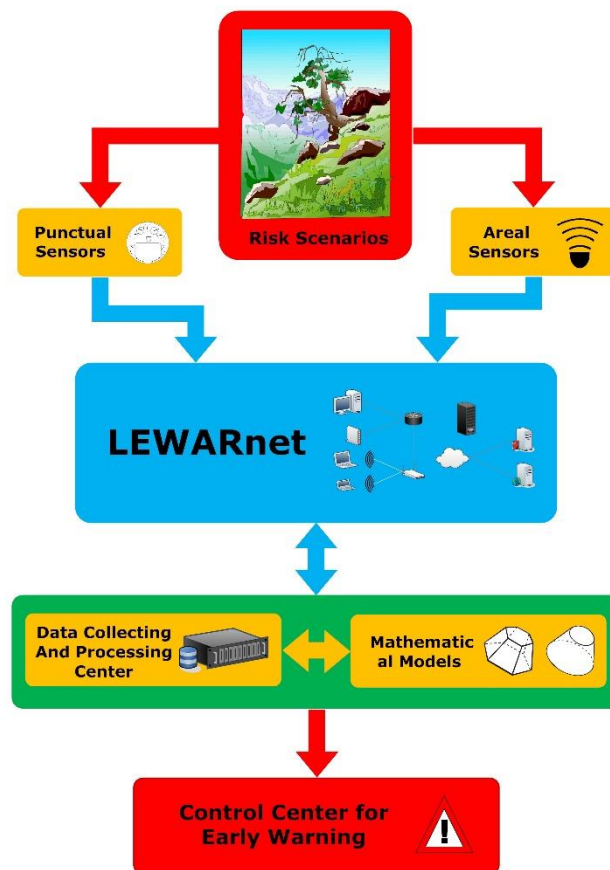 Risk Scenarios
Punctual
Sensors
Areal
Sensors
LEWARnet
Data Collecting
And Processing
Center
Mathematic
al Models
Control Center for
Early Warning
!